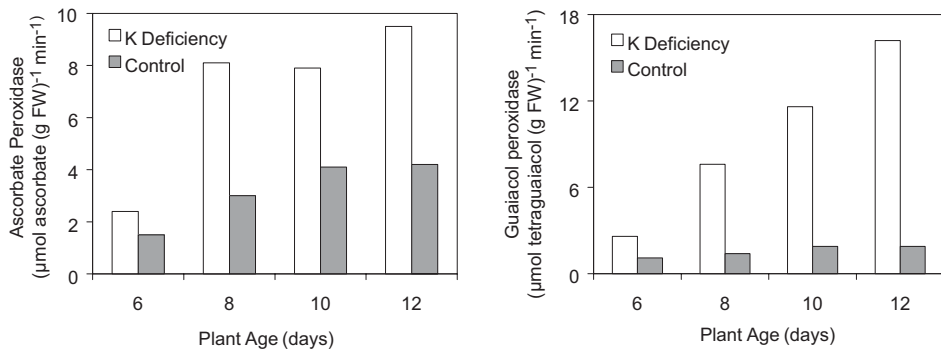 Ascorbate Peroxidase
(µmol ascorbate (g FW)⁻¹ min⁻¹)
10
8
6
4
2
0
K Deficiency
Control
6 8 10 12
Plant Age (days)
Guaiacol peroxidase
(µmol tetraguaiacol (g FW)⁻¹ min⁻¹)
18
12
6
0
K Deficiency
Control
6 8 10 12
Plant Age (days)